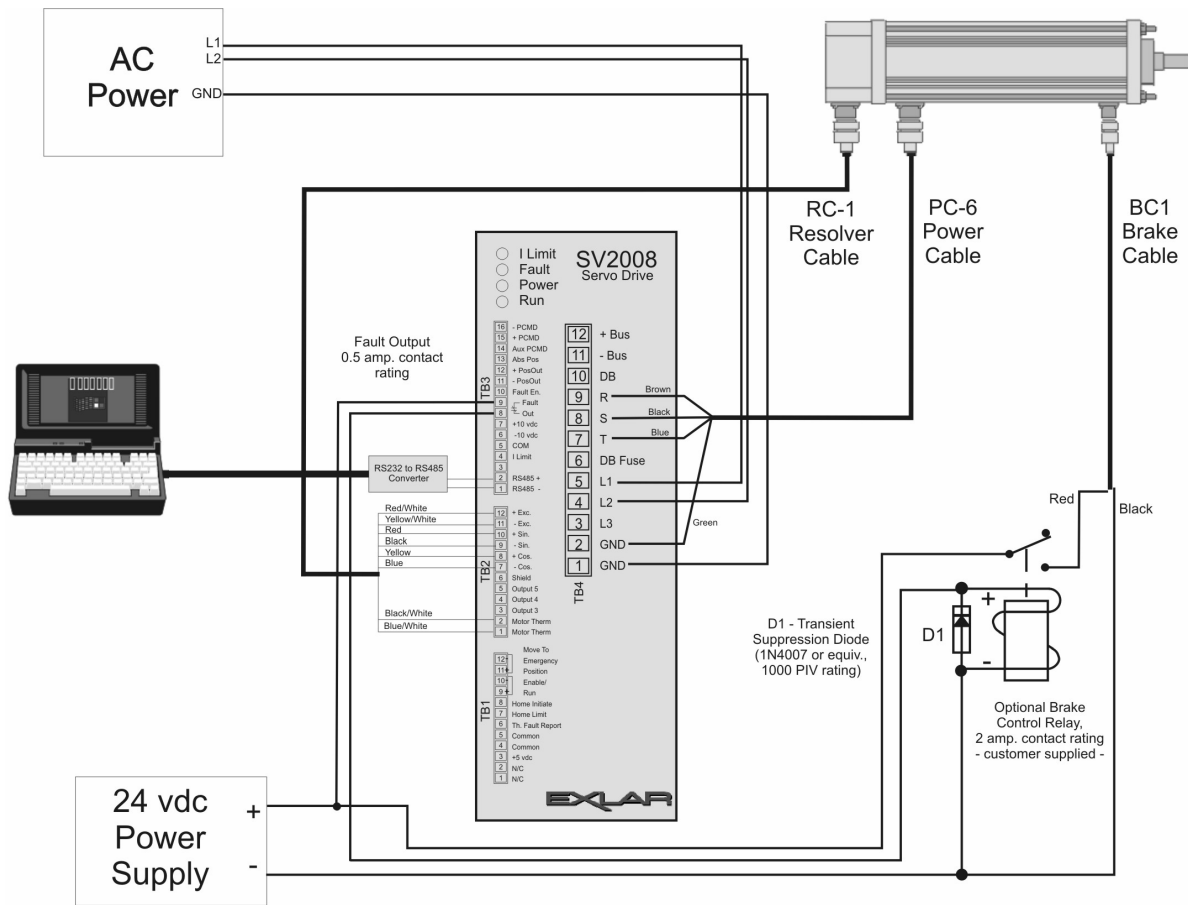 AC
Power
L1
L2
GND
RC-1
Resolver
Cable
PC-6
Power
Cable
BC1
Brake
Cable
I Limit
Fault
Power
Run
SV2008
Servo Drive
Fault Output
0.5 amp. contact
rating
TB3
16 - PCMD
15 + PCMD
14 Aux PCMD
13 Abs Pos
12 + PosOut
11 - PosOut
10 Fault En.
9 Fault
8 Out
7 +10 vdc
6 -10 vdc
5 COM
4 I Limit
3
2 RS485 +
1 RS485 -
RS232 to RS485
Converter
TB4
12 + Bus
11 - Bus
10 DB
9 R
8 S
7 T
6 DB Fuse
5 L1
4 L2
3 L3
2 GND
1 GND
Brown
Black
Blue
Green
Red/White
Yellow/White
Red
Black
Yellow
Blue
Black/White
Blue/White
TB2
12 + Exc.
11 - Exc.
10 + Sin.
9 - Sin.
8 + Cos.
7 - Cos.
6 Shield
5 Output 5
4 Output 4
3 Output 3
2 Motor Therm
1 Motor Therm
TB1
Move To
12 Emergency
11 Position
10 Enable/
9 Run
8 Home Initiate
7 Home Limit
6 Th. Fault Report
5 Common
4 Common
3 +5 vdc
2 N/C
1 N/C
EXLAR
Red
Black
D1
+
-
D1 - Transient
Suppression Diode
(1N4007 or equiv.,
1000 PIV rating)
Optional Brake
Control Relay,
2 amp. contact rating
- customer supplied -
24 vdc
Power
Supply
+
-